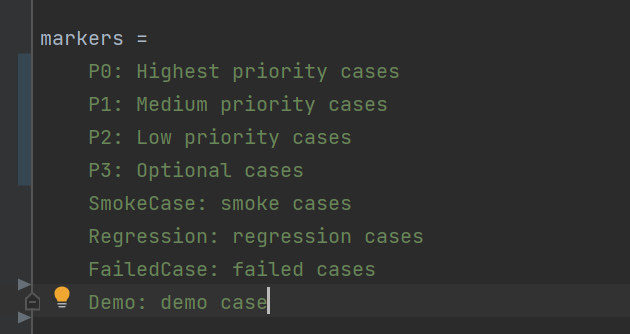 markers =
P0: Highest priority cases
P1: Medium priority cases
P2: Low priority cases
P3: Optional cases
SmokeCase: smoke cases
Regression: regression cases
FailedCase: failed cases
Demo: demo case